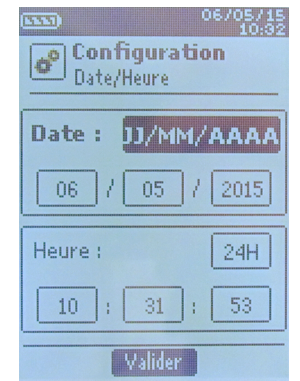 06/05/15
10:32
Configuration
Date/Heure
Date : JJ/MM/AAAA
06 / 05 / 2015
Heure : 24H
10 : 31 : 53
Valider